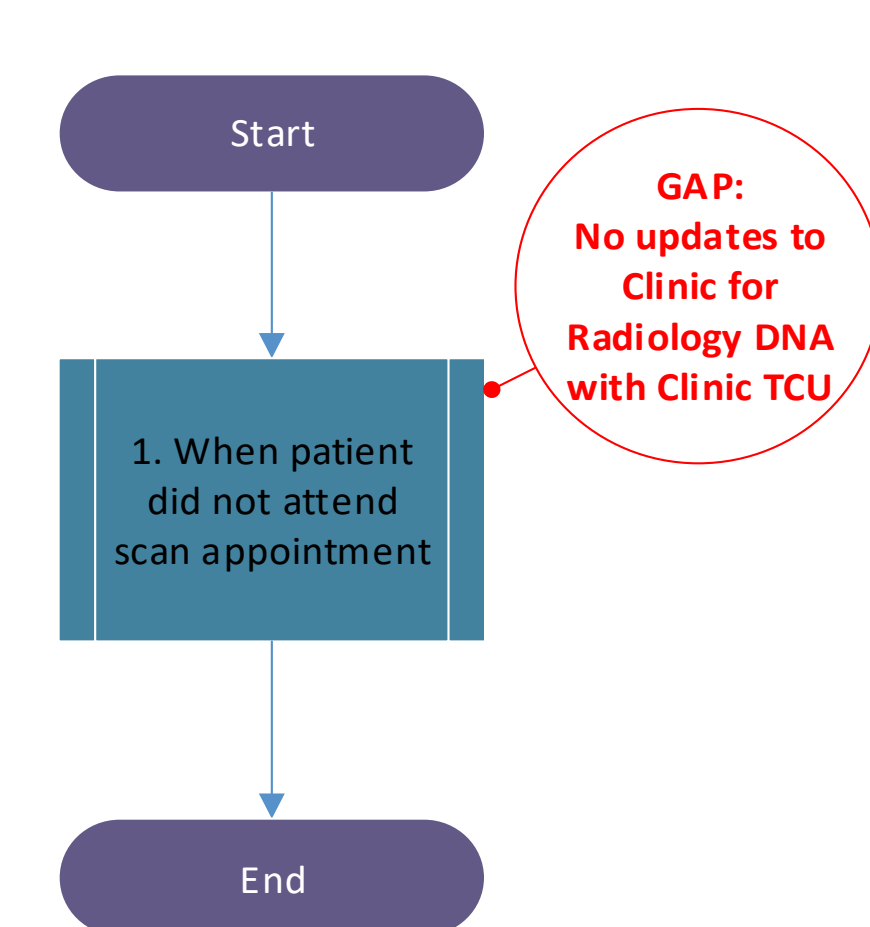 Start
GAP:
No updates to
Clinic for
Radiology DNA
with Clinic TCU
1. When patient
did not attend
scan appointment
End